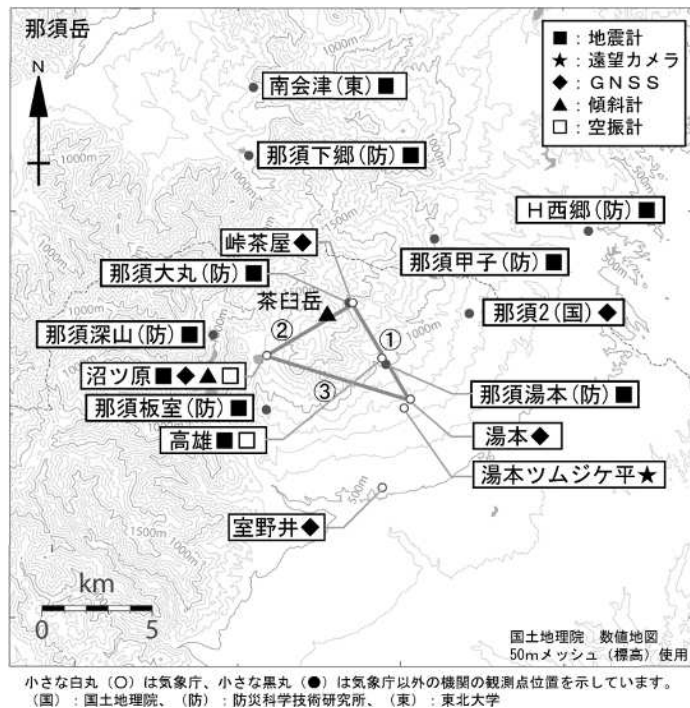 那須岳
N
■：地震計
★：遠望カメラ
◆：ＧＮＳＳ
▲：傾斜計
□：空振計
南会津(東)■
1000m
那須下郷(防)■
1000m
Ｈ西郷(防)■
峠茶屋◆
1500m
500m
那須甲子(防)■
那須大丸(防)■
茶臼岳
那須2(国)◆
那須深山(防)■
②
①
沼ツ原■◆▲□
③
那須湯本(防)■
那須板室(防)■
高雄■□
湯本◆
1000m
湯本ツムジケ平★
500m
室野井◆
1500m
1000m
km
0 5
国土地理院 数値地図
50mメッシュ（標高）使用
小さな白丸（○）は気象庁、小さな黒丸（●）は気象庁以外の機関の観測点位置を示しています。
（国）：国土地理院、（防）：防災科学技術研究所、（東）：東北大学